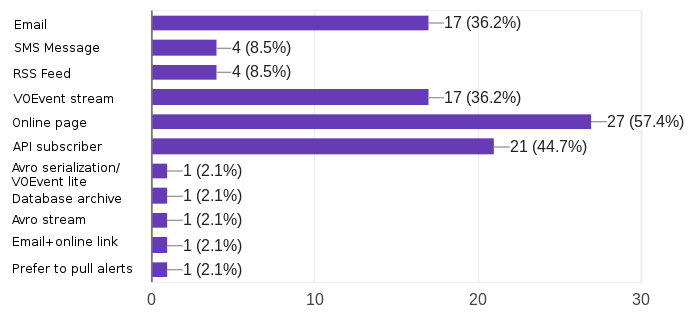 Email 17 (36.2%)
SMS Message 4 (8.5%)
RSS Feed 4 (8.5%)
VOEvent stream 17 (36.2%)
Online page 27 (57.4%)
API subscriber 21 (44.7%)
Avro serialization/
VOEvent lite 1 (2.1%)
Database archive 1 (2.1%)
Avro stream 1 (2.1%)
Email+online link 1 (2.1%)
Prefer to pull alerts 1 (2.1%)
0 10 20 30